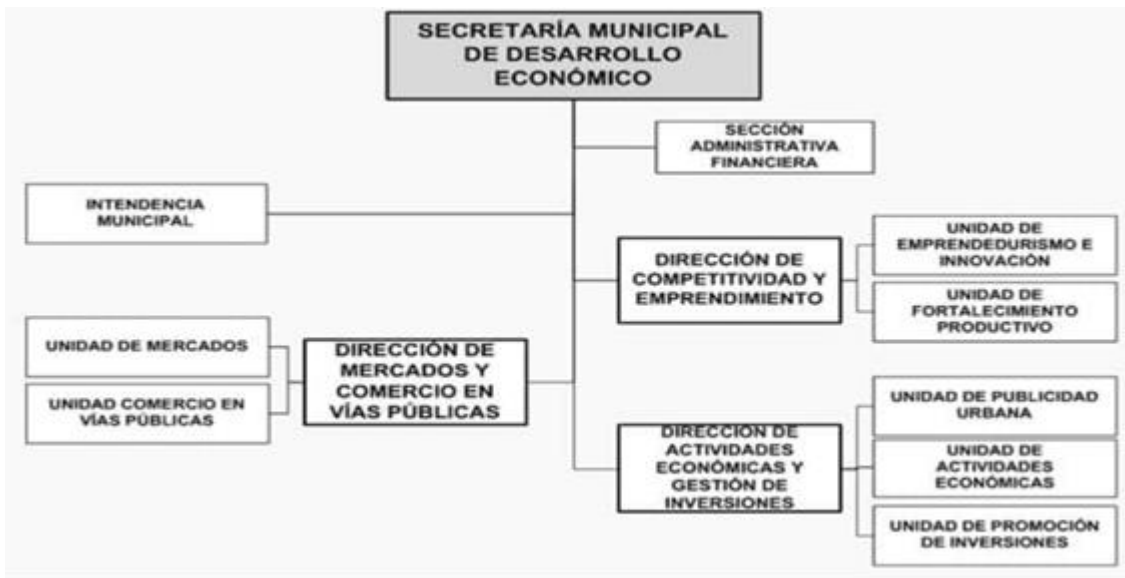 SECRETARÍA MUNICIPAL
DE DESARROLLO
ECONÓMICO
SECCIÓN
ADMINISTRATIVA
FINANCIERA
INTENDENCIA
MUNICIPAL
DIRECCIÓN DE
COMPETITIVIDAD Y
EMPRENDIMIENTO
UNIDAD DE
EMPRENDEDURISMO E
INNOVACIÓN
UNIDAD DE
FORTALECIMIENTO
PRODUCTIVO
UNIDAD DE MERCADOS
UNIDAD COMERCIO EN
VÍAS PÚBLICAS
DIRECCIÓN DE
MERCADOS Y
COMERCIO EN
VÍAS PÚBLICAS
DIRECCIÓN DE
ACTIVIDADES
ECONÓMICAS Y
GESTIÓN DE
INVERSIONES
UNIDAD DE PUBLICIDAD
URBANA
UNIDAD DE
ACTIVIDADES
ECONÓMICAS
UNIDAD DE PROMOCIÓN
DE INVERSIONES